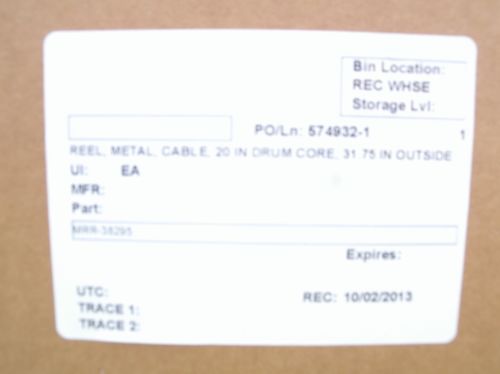 Bin Location:
REC WHSE
Storage Lvl:
PO/Ln: 574932-1 1
REEL, METAL, CABLE, 20 IN DRUM CORE, 31.75 IN OUTSIDE
UI: EA
MFR:
Part:
MRR-38295
Expires:
UTC: REC: 10/02/2013
TRACE 1:
TRACE 2: